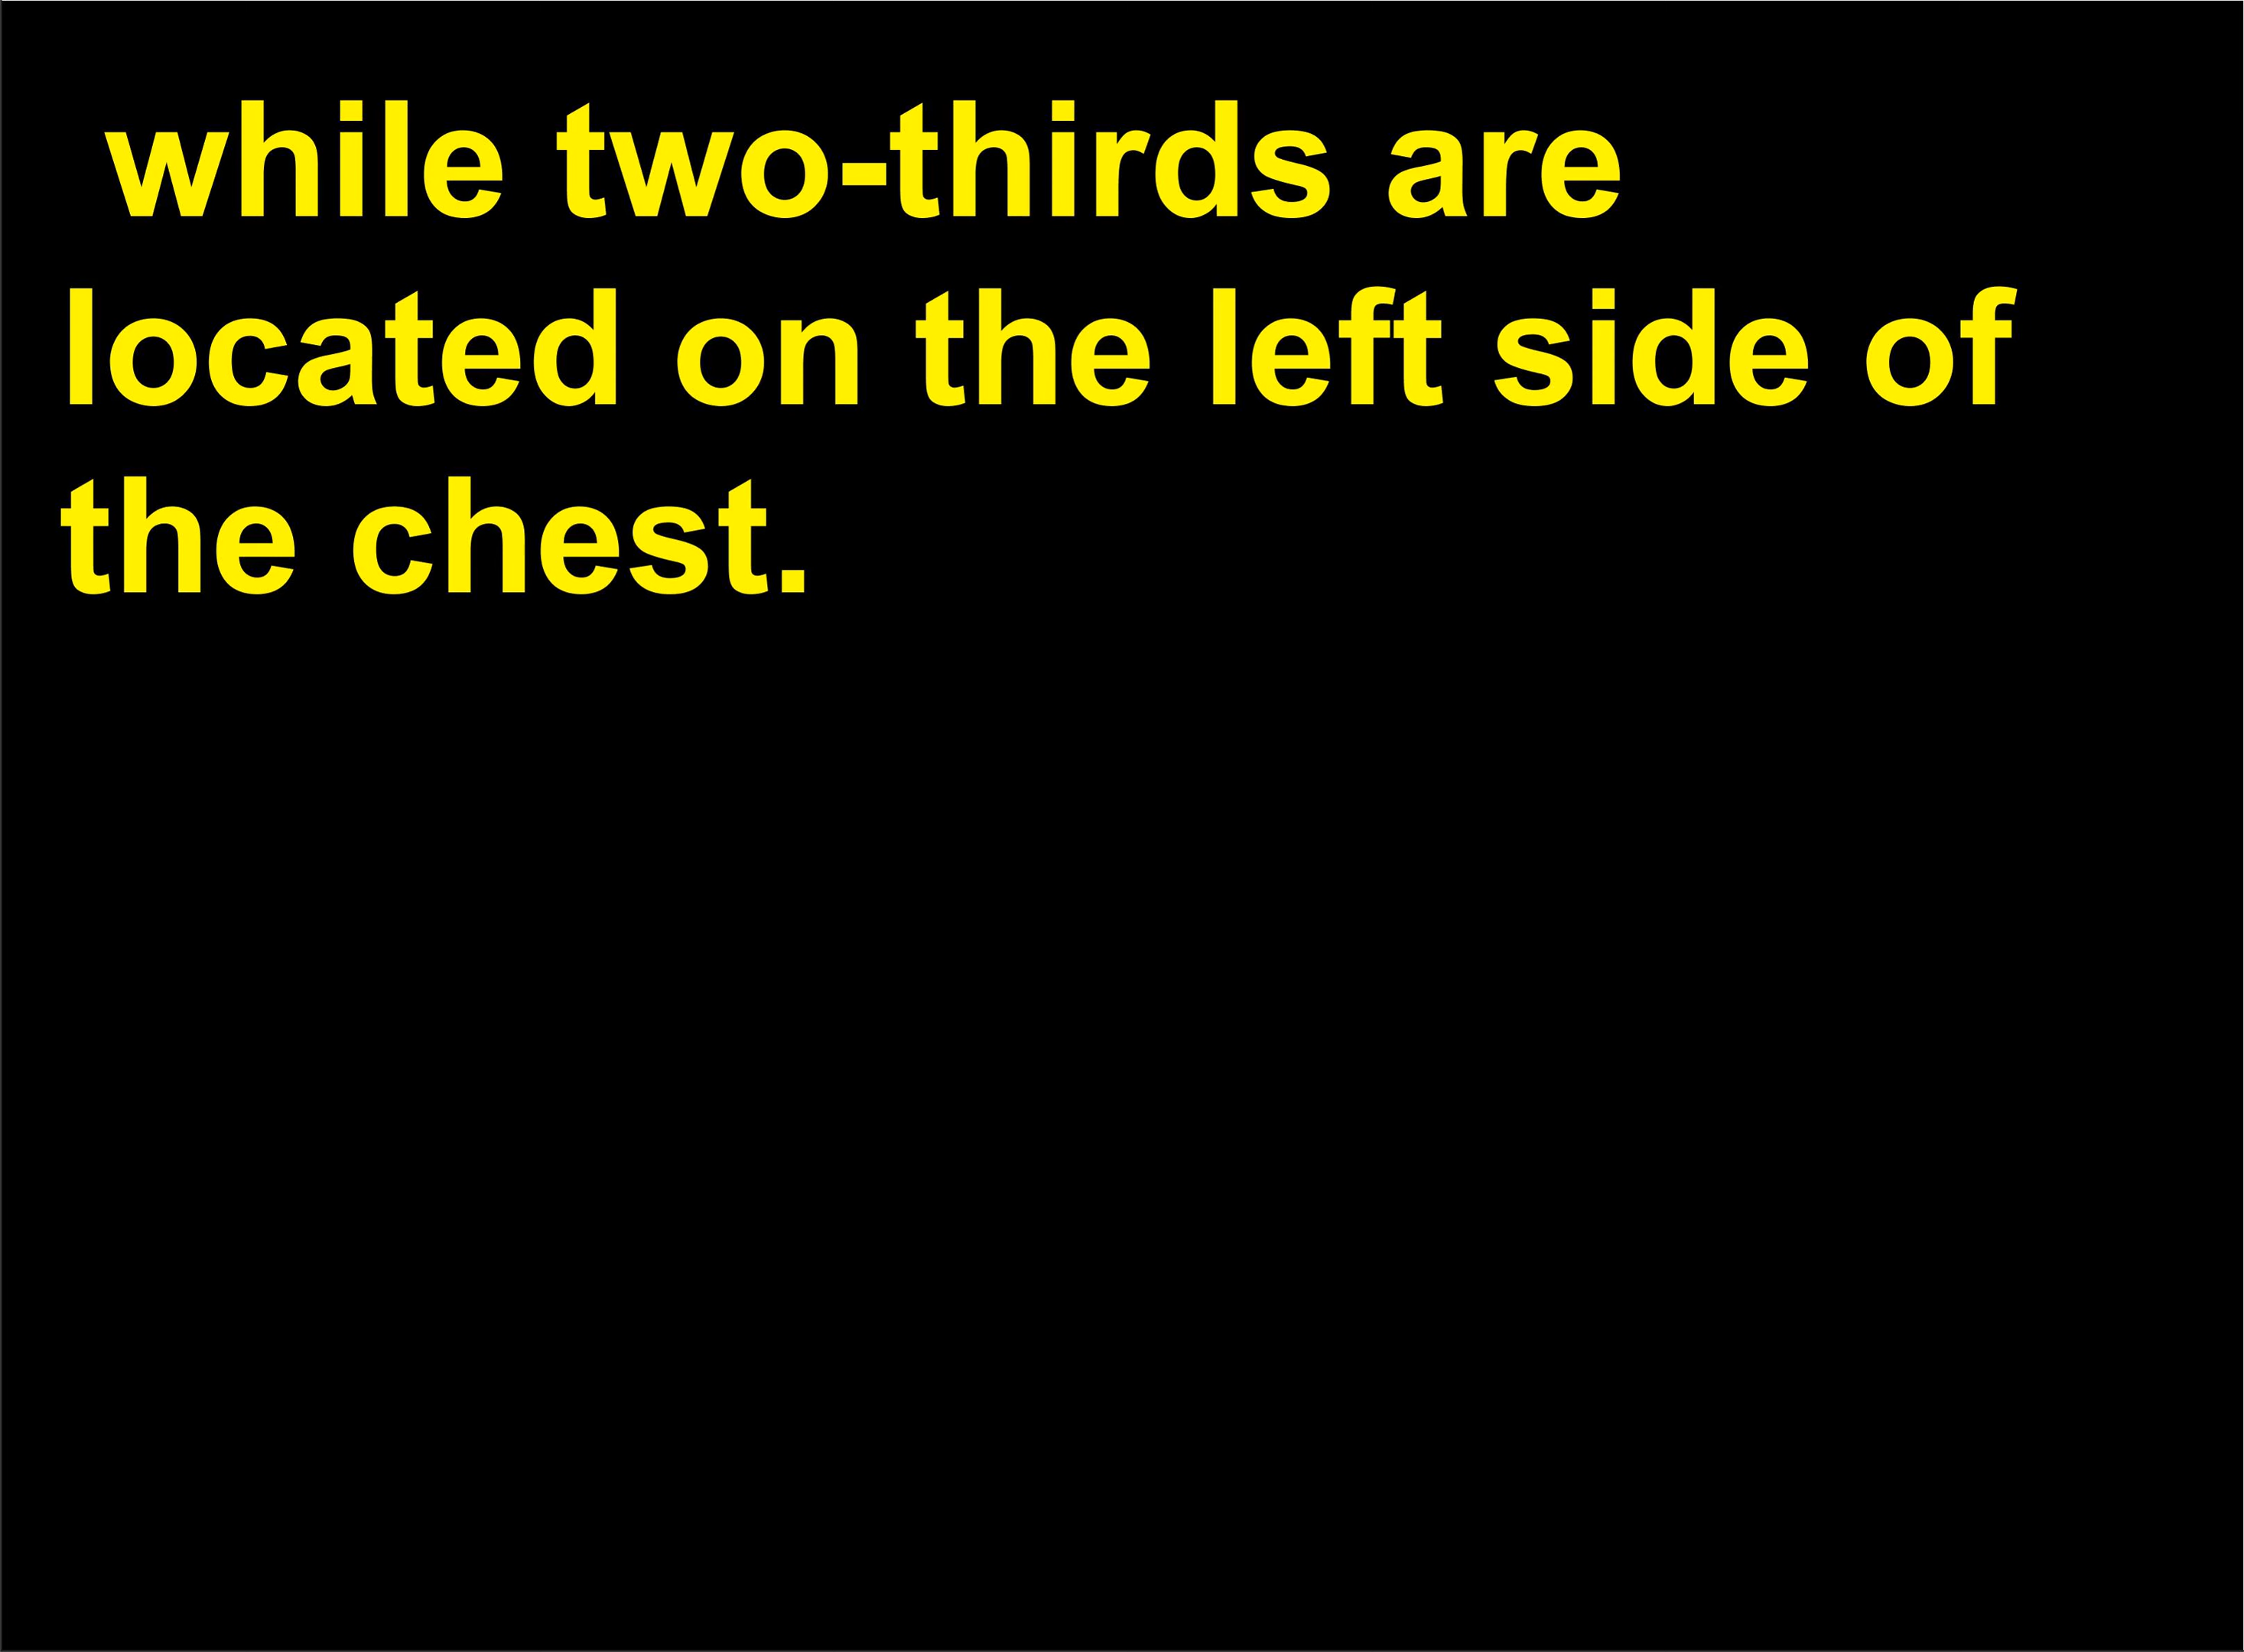 while two-thirds are
located on the left side of
the chest.